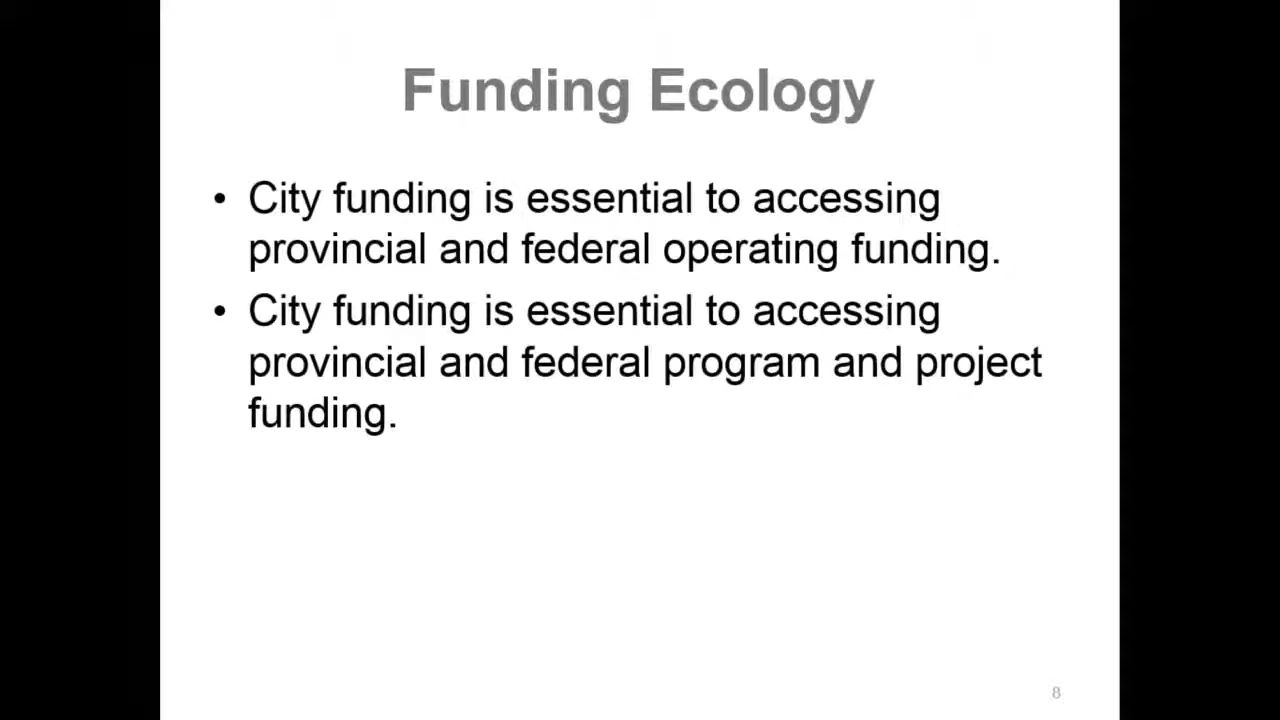 Funding Ecology
• City funding is essential to accessing
provincial and federal operating funding.
• City funding is essential to accessing
provincial and federal program and project
funding.
8